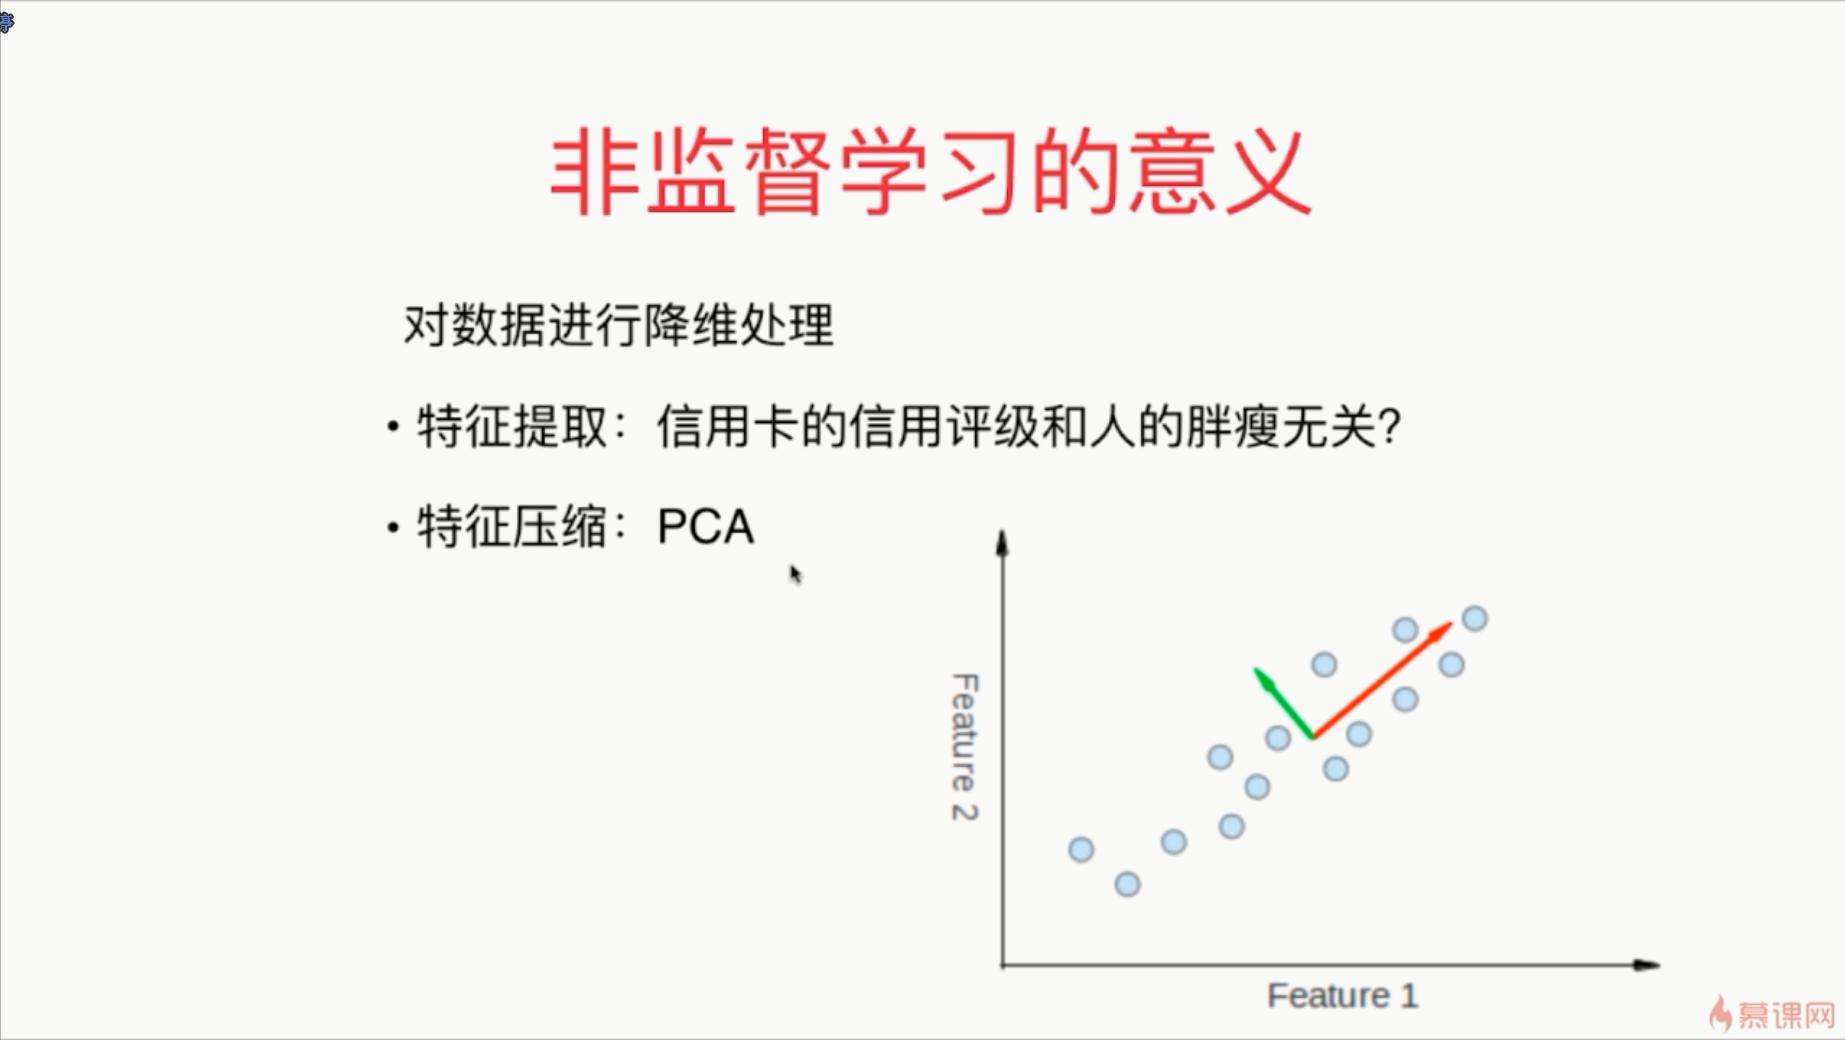 亭
非监督学习的意义
对数据进行降维处理
• 特征提取：信用卡的信用评级和人的胖瘦无关？
• 特征压缩：PCA
Feature 2
Feature 1
慕课网